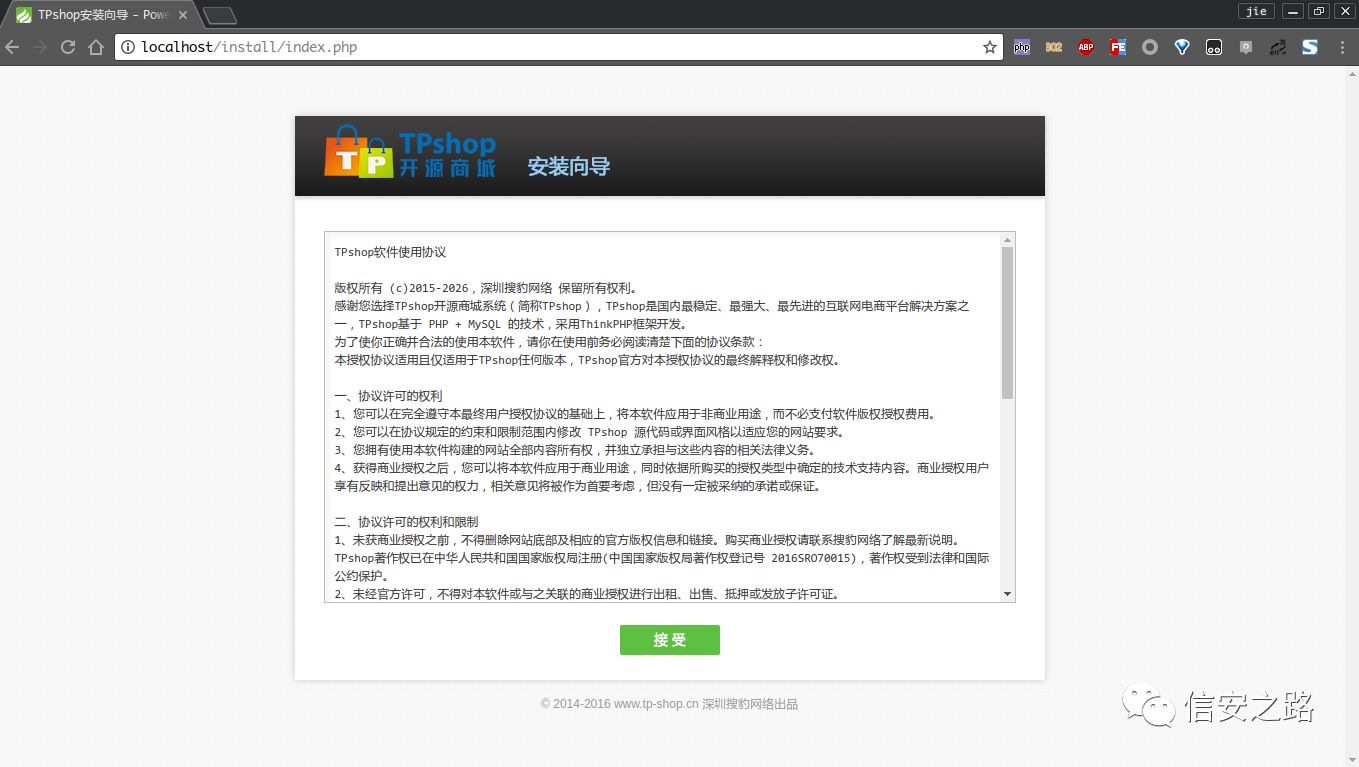 TPshop安装向导 - Powe
jie
localhost/install/index.php
php
802
ABP
FE
en
S
TP
TPshop
开源商城
安装向导
TPshop软件使用协议
版权所有 (c)2015-2026，深圳搜豹网络 保留所有权利。
感谢您选择TPshop开源商城系统（简称TPshop），TPshop是国内最稳定、最强大、最先进的互联网电商平台解决方案之
一，TPshop基于 PHP + MySQL 的技术，采用ThinkPHP框架开发。
为了使你正确并合法的使用本软件，请你在使用前务必阅读清楚下面的协议条款：
本授权协议适用且仅适用于TPshop任何版本，TPshop官方对本授权协议的最终解释权和修改权。
一、协议许可的权利
1、您可以在完全遵守本最终用户授权协议的基础上，将本软件应用于非商业用途，而不必支付软件版权授权费用。
2、您可以在协议规定的约束和限制范围内修改 TPshop 源代码或界面风格以适应您的网站要求。
3、您拥有使用本软件构建的网站全部内容所有权，并独立承担与这些内容的相关法律义务。
4、获得商业授权之后，您可以将本软件应用于商业用途，同时依据所购买的授权类型中确定的技术支持内容。商业授权用户
享有反映和提出意见的权力，相关意见将被作为首要考虑，但没有一定被采纳的承诺或保证。
二、协议许可的权利和限制
1、未获商业授权之前，不得删除网站底部及相应的官方版权信息和链接。购买商业授权请联系搜豹网络了解最新说明。
TPshop著作权已在中华人民共和国国家版权局注册(中国国家版权局著作权登记号 2016SRO70015)，著作权受到法律和国际
公约保护。
2、未经官方许可，不得对本软件或与之关联的商业授权进行出租、出售、抵押或发放子许可证。
接 受
© 2014-2016 www.tp-shop.cn 深圳搜豹网络出品
信安之路